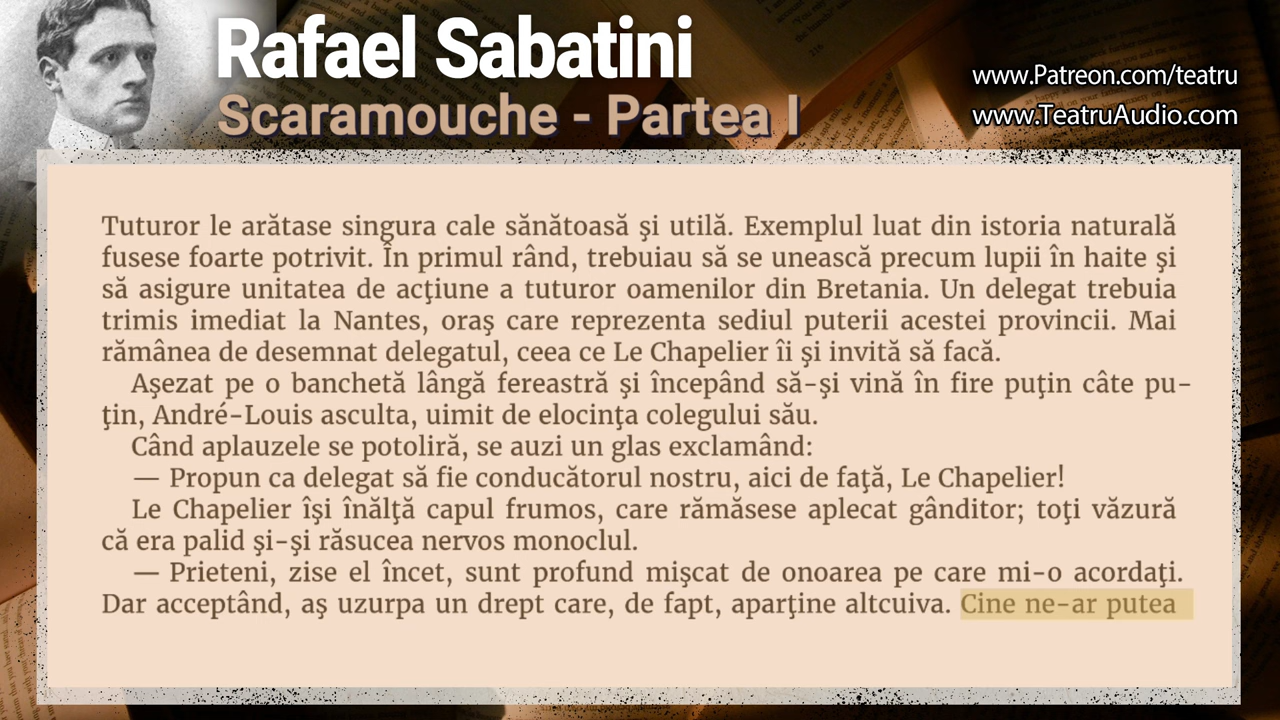 Rafael Sabatini
Scaramouche - Partea I
www.Patreon.com/teatru
www.TeatruAudio.com
Tuturor le arătase singura cale sănătoasă şi utilă. Exemplul luat din istoria naturală
fusese foarte potrivit. În primul rând, trebuiau să se unească precum lupii în haite şi
să asigure unitatea de acţiune a tuturor oamenilor din Bretania. Un delegat trebuia
trimis imediat la Nantes, oraş care reprezenta sediul puterii acestei provincii. Mai
rămânea de desemnat delegatul, ceea ce Le Chapelier îi şi invită să facă.
Aşezat pe o banchetă lângă fereastră şi începând să-şi vină în fire puţin câte pu-
ţin, André-Louis asculta, uimit de elocinţa colegului său.
Când aplauzele se potoliră, se auzi un glas exclamând:
— Propun ca delegat să fie conducătorul nostru, aici de faţă, Le Chapelier!
Le Chapelier îşi înălţă capul frumos, care rămăsese aplecat gânditor; toţi văzură
că era palid şi-şi răsucea nervos monoclul.
— Prieteni, zise el încet, sunt profund mişcat de onoarea pe care mi-o acordaţi.
Dar acceptând, aş uzurpa un drept care, de fapt, aparţine altcuiva. Cine ne-ar putea